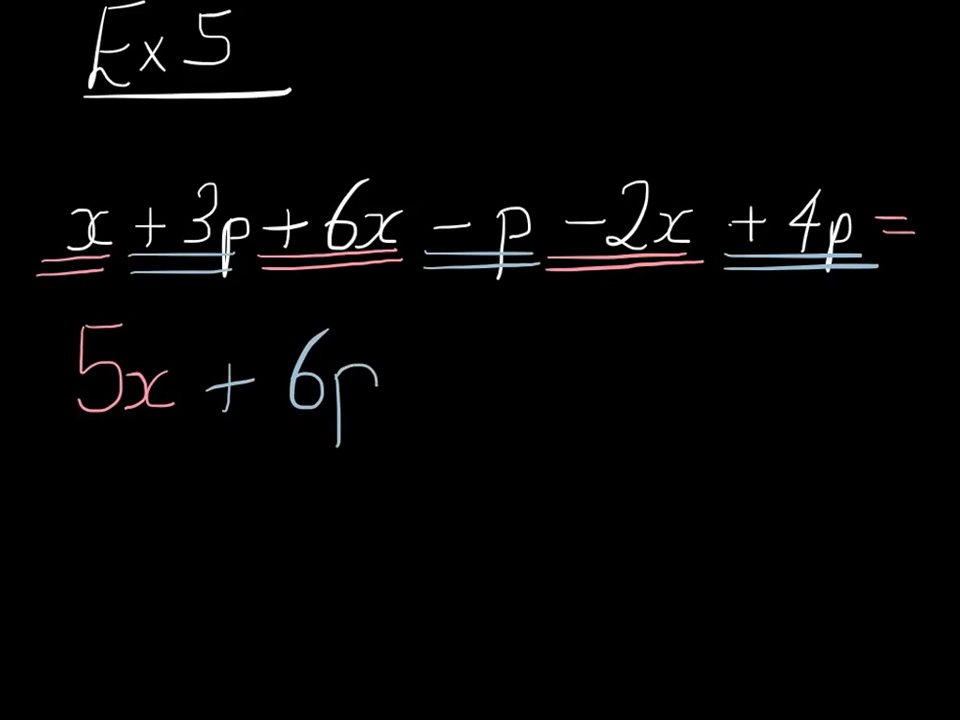 Ex 5
x + 3p + 6x - p - 2x + 4p =
5x + 6p